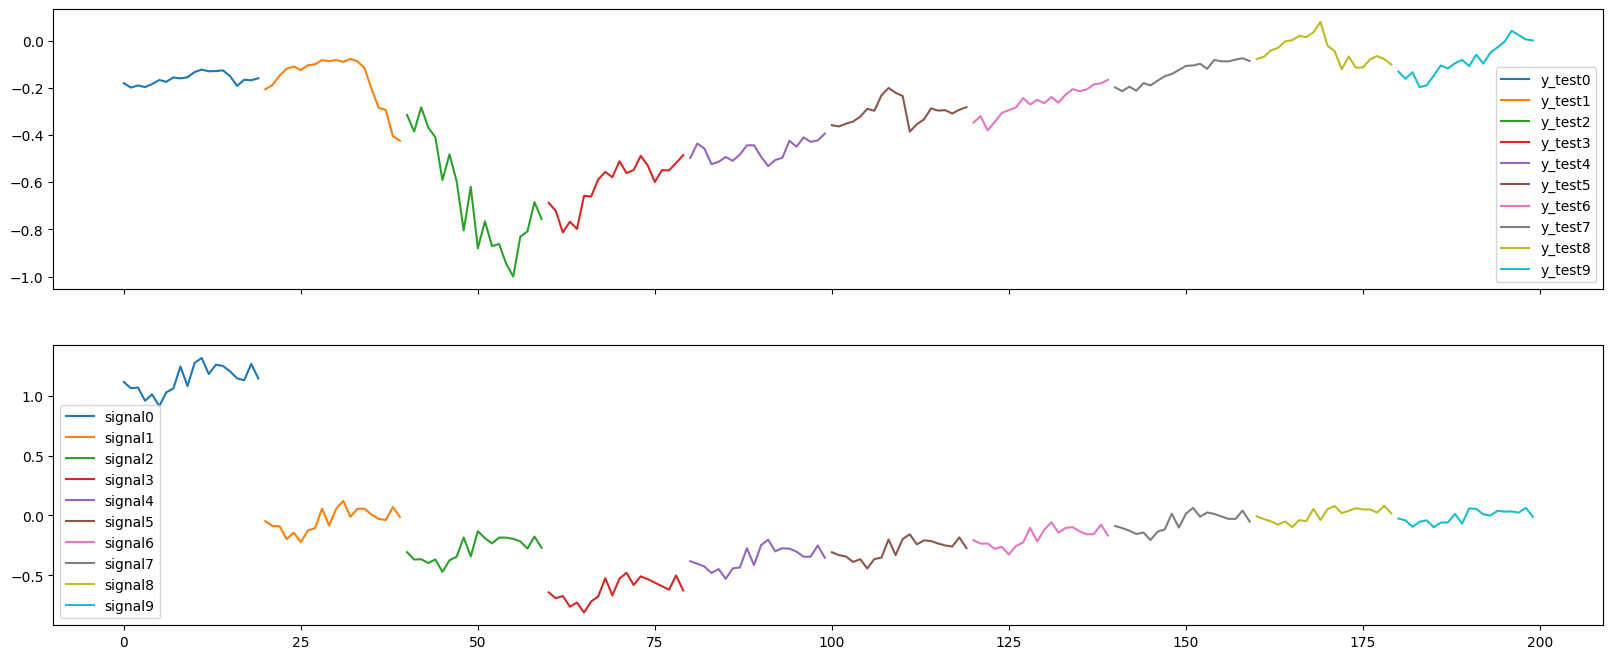 0.0
−0.2
−0.4
−0.6
−0.8
−1.0
y_test0
y_test1
y_test2
y_test3
y_test4
y_test5
y_test6
y_test7
y_test8
y_test9
1.0
0.5
0.0
−0.5
signal0
signal1
signal2
signal3
signal4
signal5
signal6
signal7
signal8
signal9
0 25 50 75 100 125 150 175 200